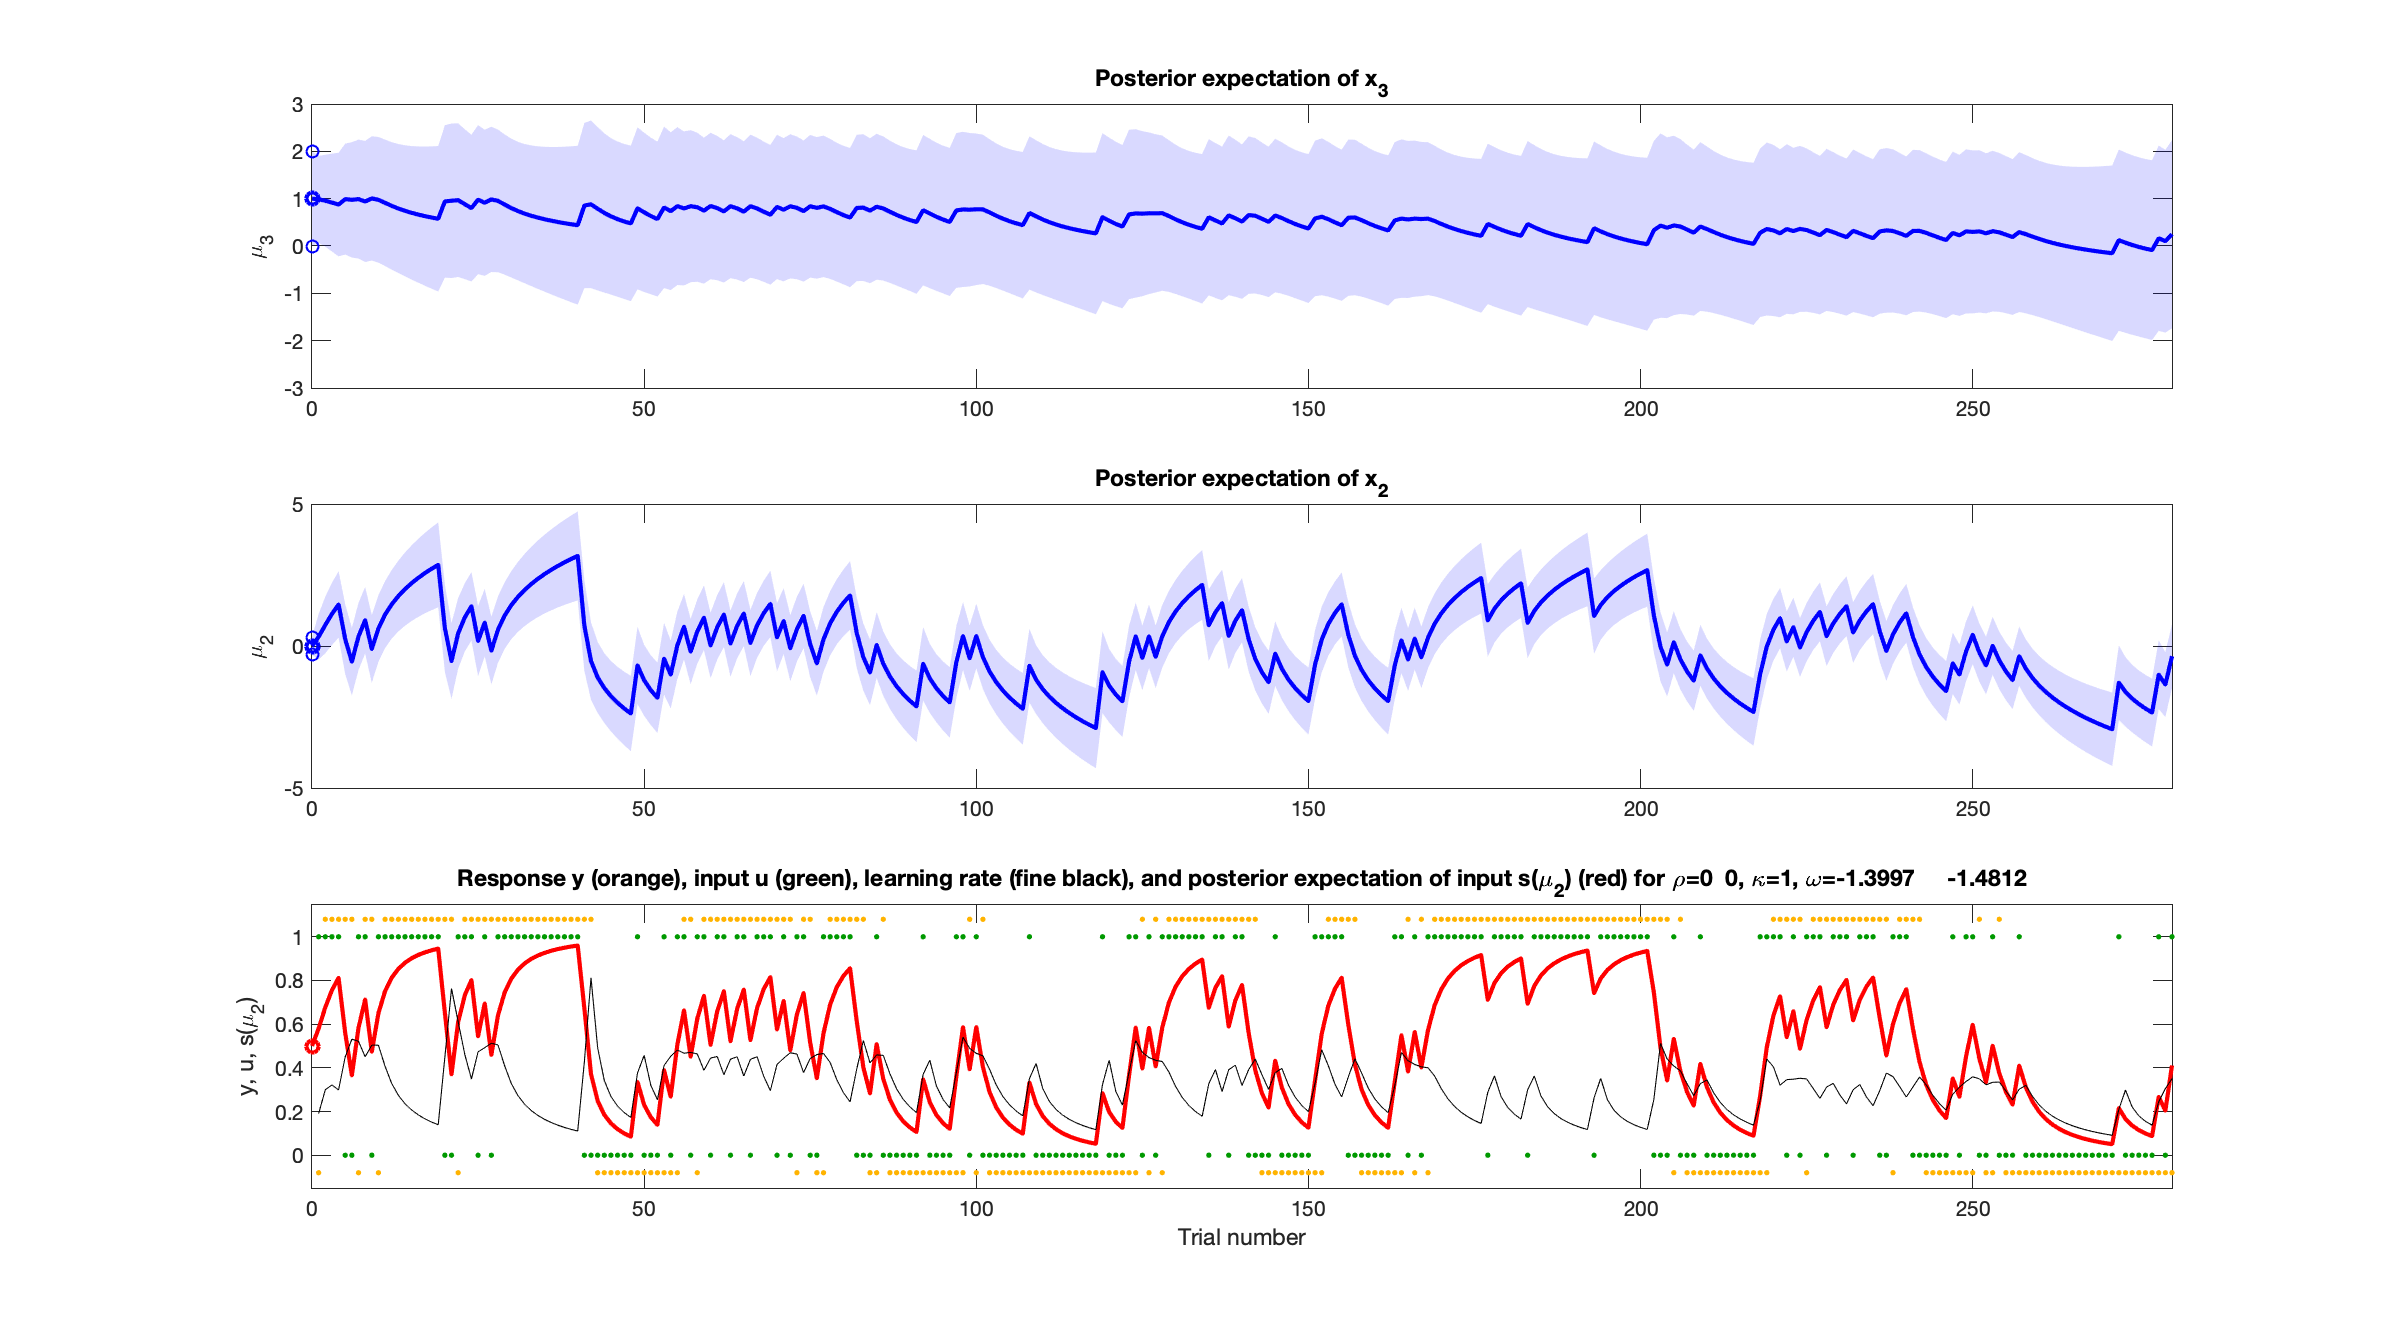 Posterior expectation of x3
3
2
1
0
-1
-2
-3
μ3
0 50 100 150 200 250
Posterior expectation of x2
5
0
-5
μ2
0 50 100 150 200 250
Response y (orange), input u (green), learning rate (fine black), and posterior expectation of input s(μ2) (red) for ρ=0 0, κ=1, ω=-1.3997 -1.4812
1
0.8
0.6
0.4
0.2
0
y, u, s(μ2)
0 50 100 150 200 250
Trial number